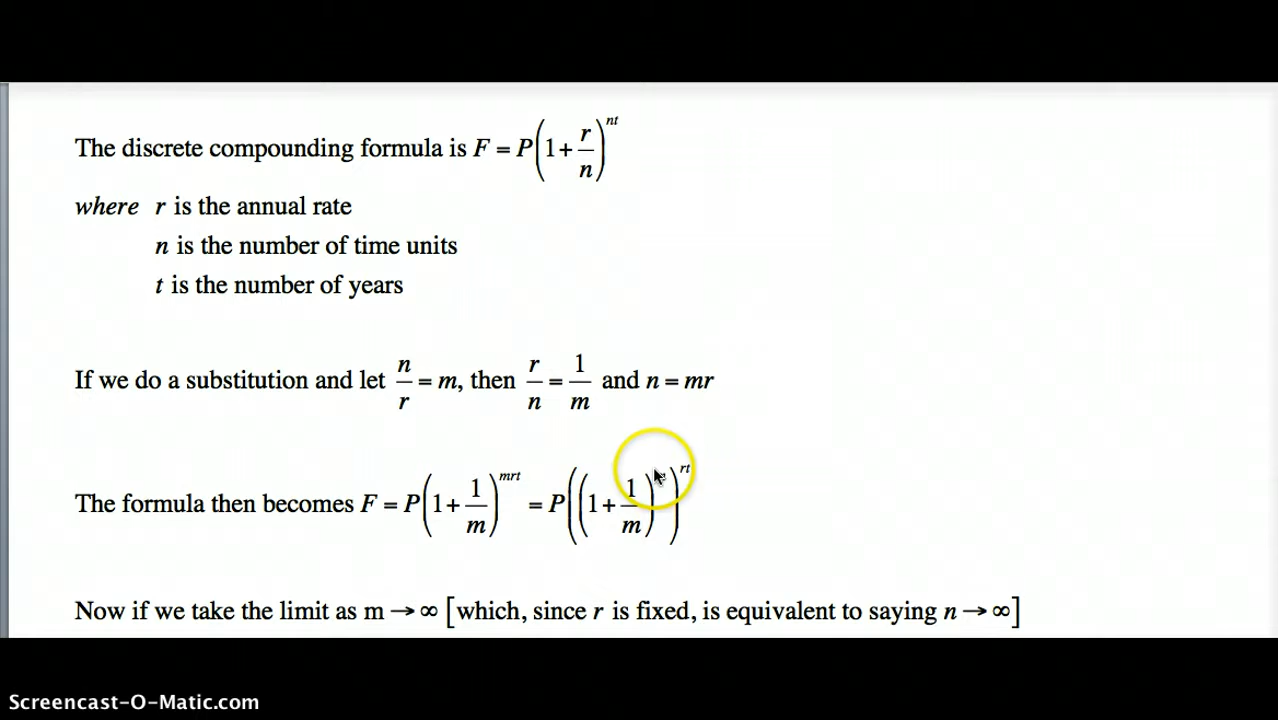 The discrete compounding formula is F = P(1 + r/n)^nt
where r is the annual rate
n is the number of time units
t is the number of years
If we do a substitution and let n/r = m, then r/n = 1/m and n = mr
The formula then becomes F = P(1 + 1/m)^mrt = P((1 + 1/m) )^rt
Now if we take the limit as m → ∞ [which, since r is fixed, is equivalent to saying n → ∞]
Screencast-O-Matic.com